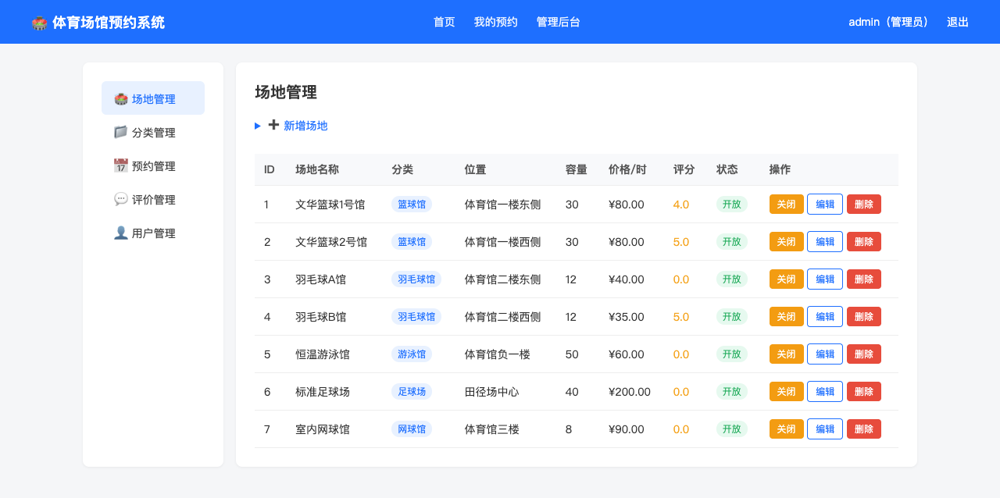 体育场馆预约系统 首页 我的预约 管理后台 admin（管理员） 退出
场地管理
分类管理
预约管理
评价管理
用户管理
场地管理
新增场地
ID 场地名称 分类 位置 容量 价格/时 评分 状态 操作
1 文华篮球1号馆 篮球馆 体育馆一楼东侧 30 ¥80.00 4.0 开放 关闭 编辑 删除
2 文华篮球2号馆 篮球馆 体育馆一楼西侧 30 ¥80.00 5.0 开放 关闭 编辑 删除
3 羽毛球A馆 羽毛球馆 体育馆二楼东侧 12 ¥40.00 0.0 开放 关闭 编辑 删除
4 羽毛球B馆 羽毛球馆 体育馆二楼西侧 12 ¥35.00 5.0 开放 关闭 编辑 删除
5 恒温游泳馆 游泳馆 体育馆负一楼 50 ¥60.00 0.0 开放 关闭 编辑 删除
6 标准足球场 足球场 田径场中心 40 ¥200.00 0.0 开放 关闭 编辑 删除
7 室内网球馆 网球馆 体育馆三楼 8 ¥90.00 0.0 开放 关闭 编辑 删除